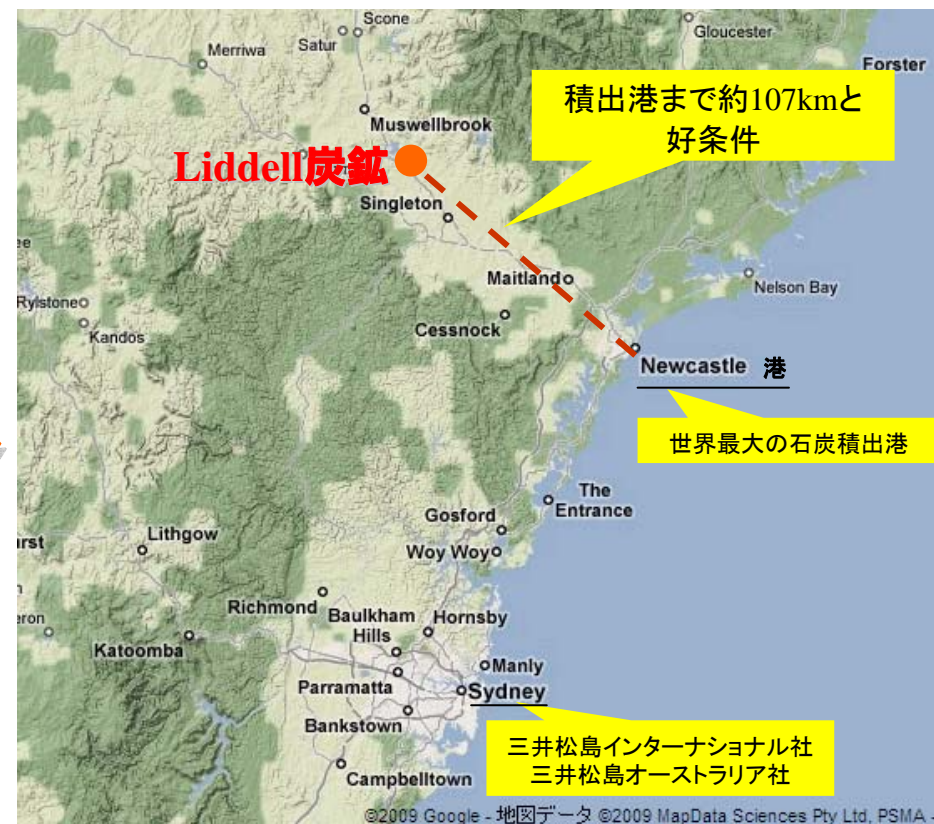 Scone
Gloucester
Satur
Merriwa
Forster
積出港まで約107kmと
好条件
Muswellbrook
Liddell炭鉱
Singleton
Maitland
Nelson Bay
Rylstone
Cessnock
Kandos
Newcastle 港
世界最大の石炭積出港
The
Entrance
Gosford
Lithgow
Woy Woy
Richmond
Baulkham
Hills
Hornsby
Katoomba
Manly
Parramatta
Sydney
Bankstown
三井松島インターナショナル社
三井松島オーストラリア社
Campbelltown
©2009 Google - 地図データ ©2009 MapData Sciences Pty Ltd, PSMA -